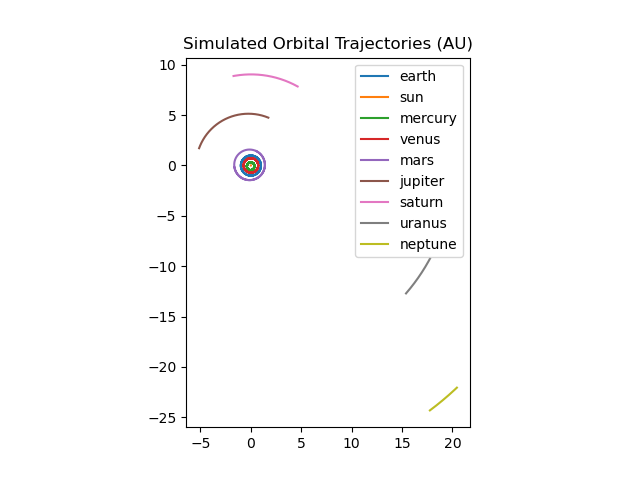 Simulated Orbital Trajectories (AU)
10
5
0
−5
−10
−15
−20
−25
−5
0
5
10
15
20
earth
sun
mercury
venus
mars
jupiter
saturn
uranus
neptune